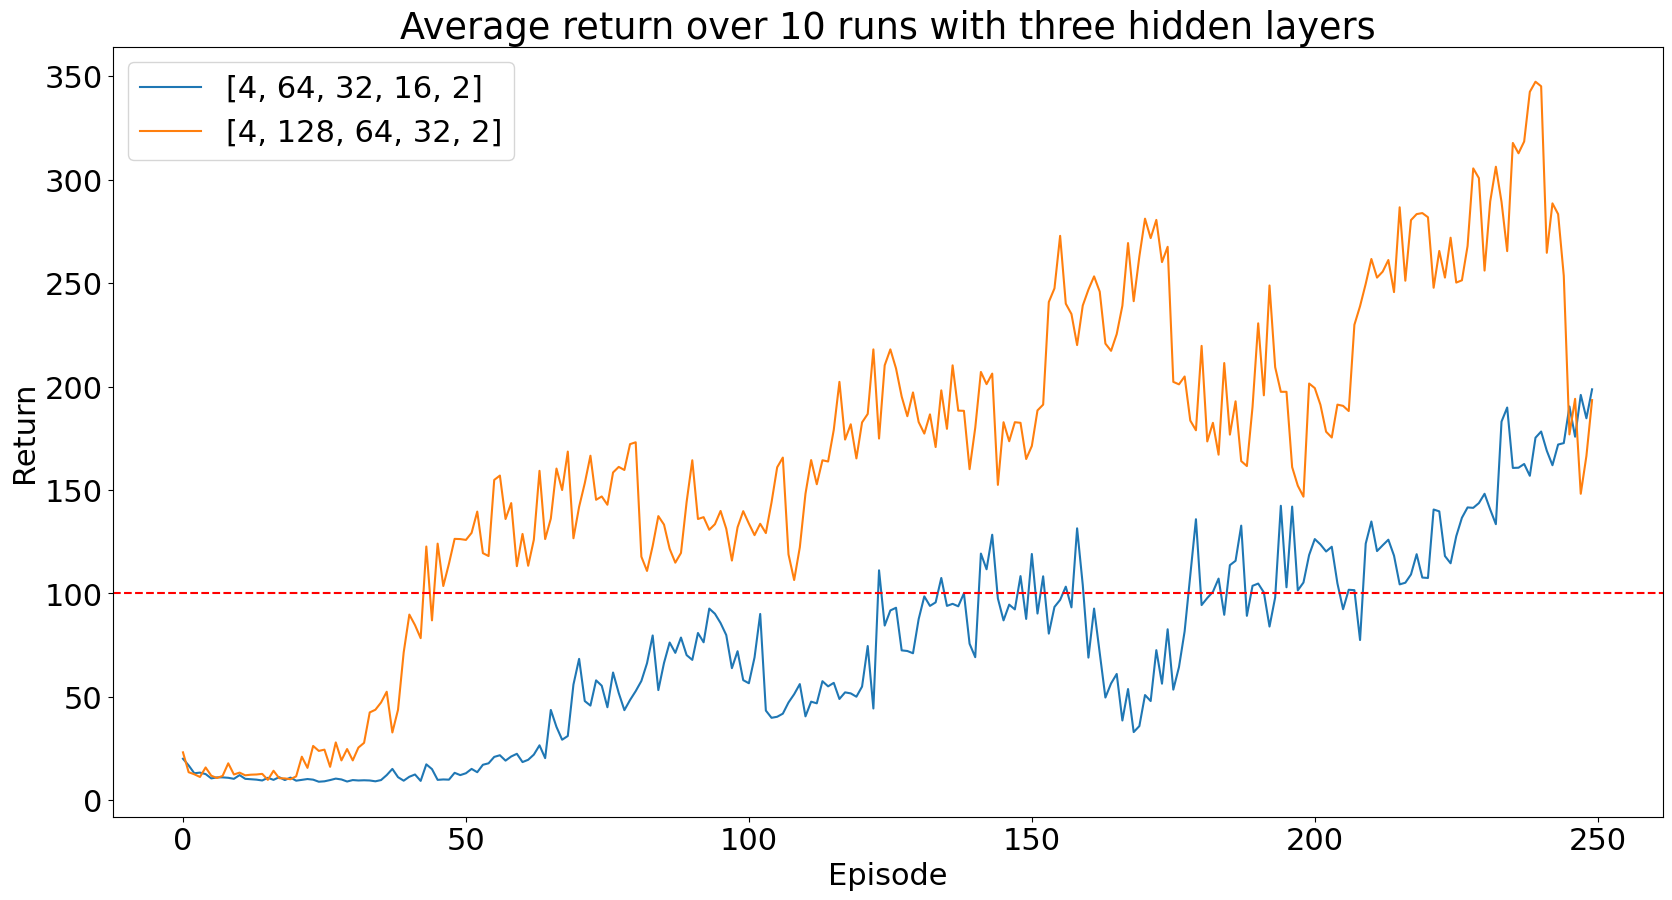 Average return over 10 runs with three hidden layers
[4, 64, 32, 16, 2]
[4, 128, 64, 32, 2]
350
300
250
200
150
100
50
0
Return
0 50 100 150 200 250
Episode